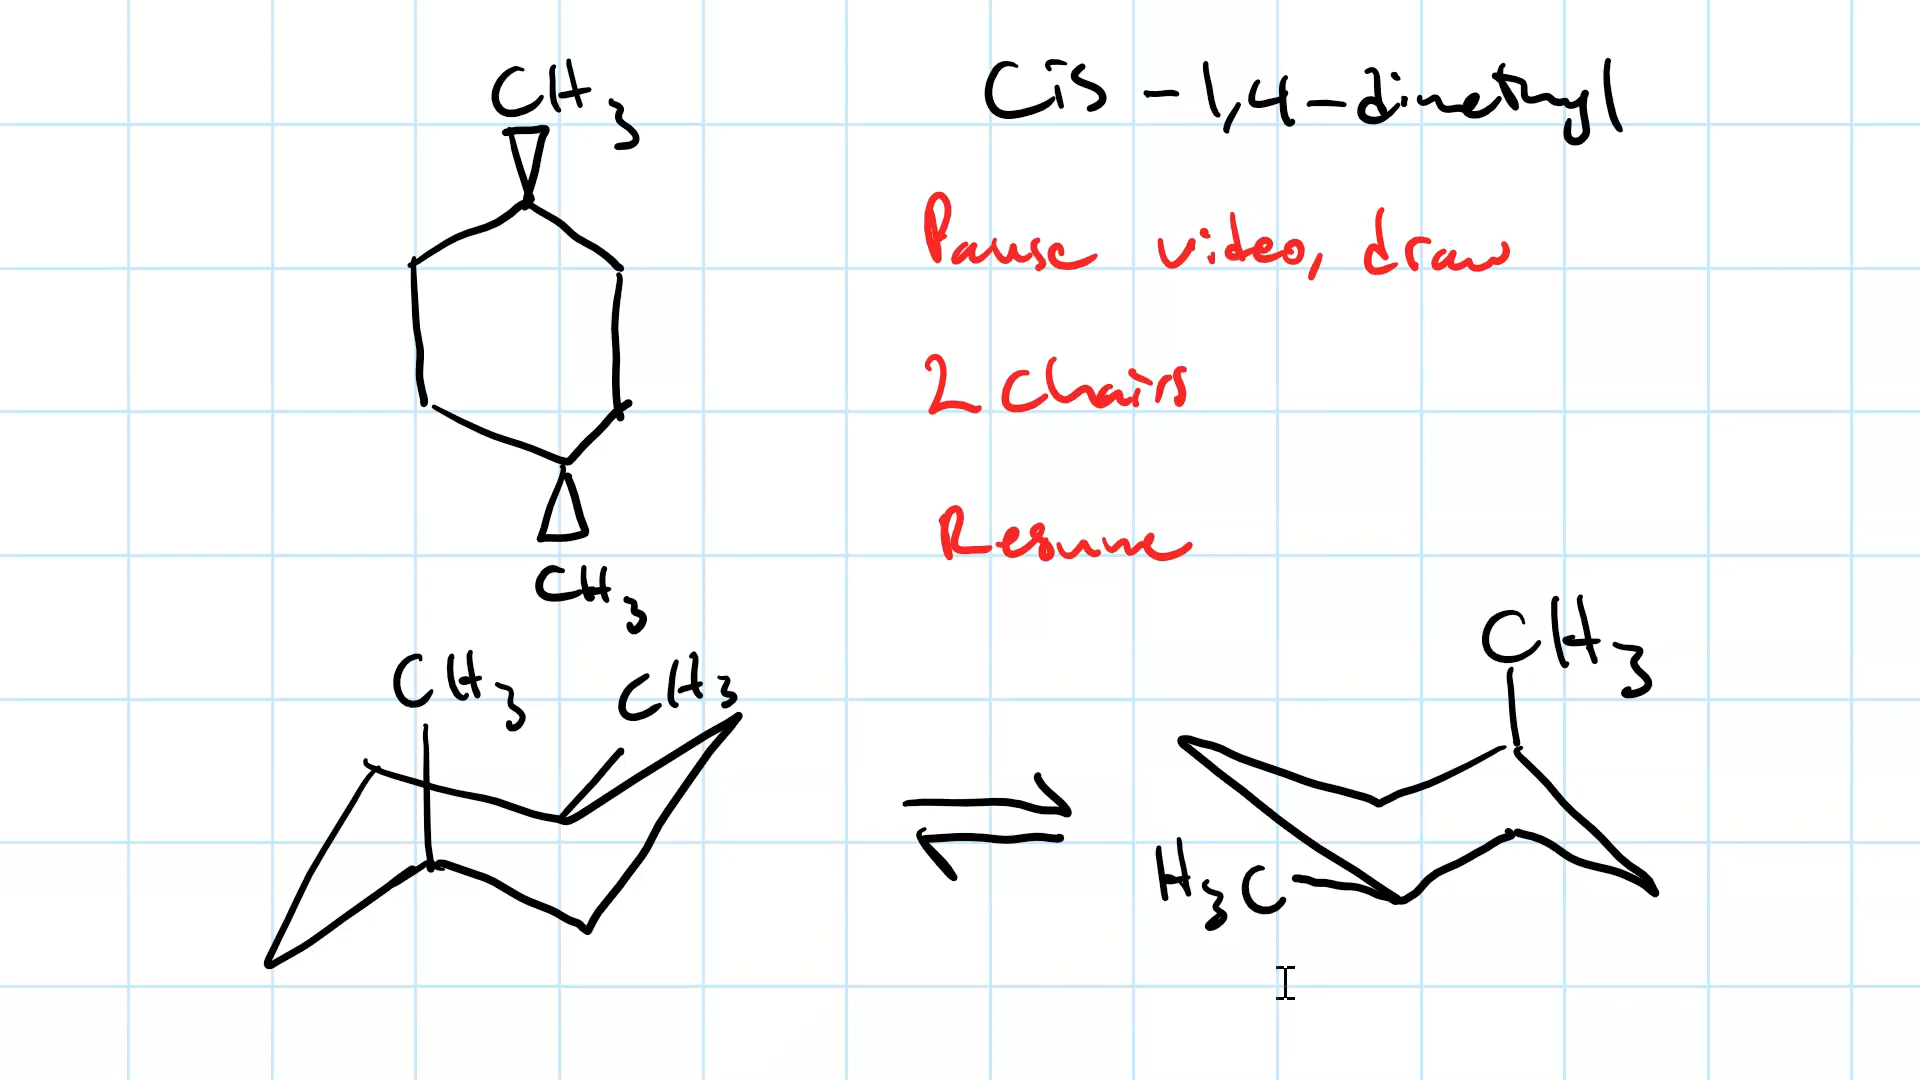 CH3
Cis-1,4-dimethyl
Pause video, draw
2 Chairs
Resume
CH3
CH3
CH3
CH3
H3C